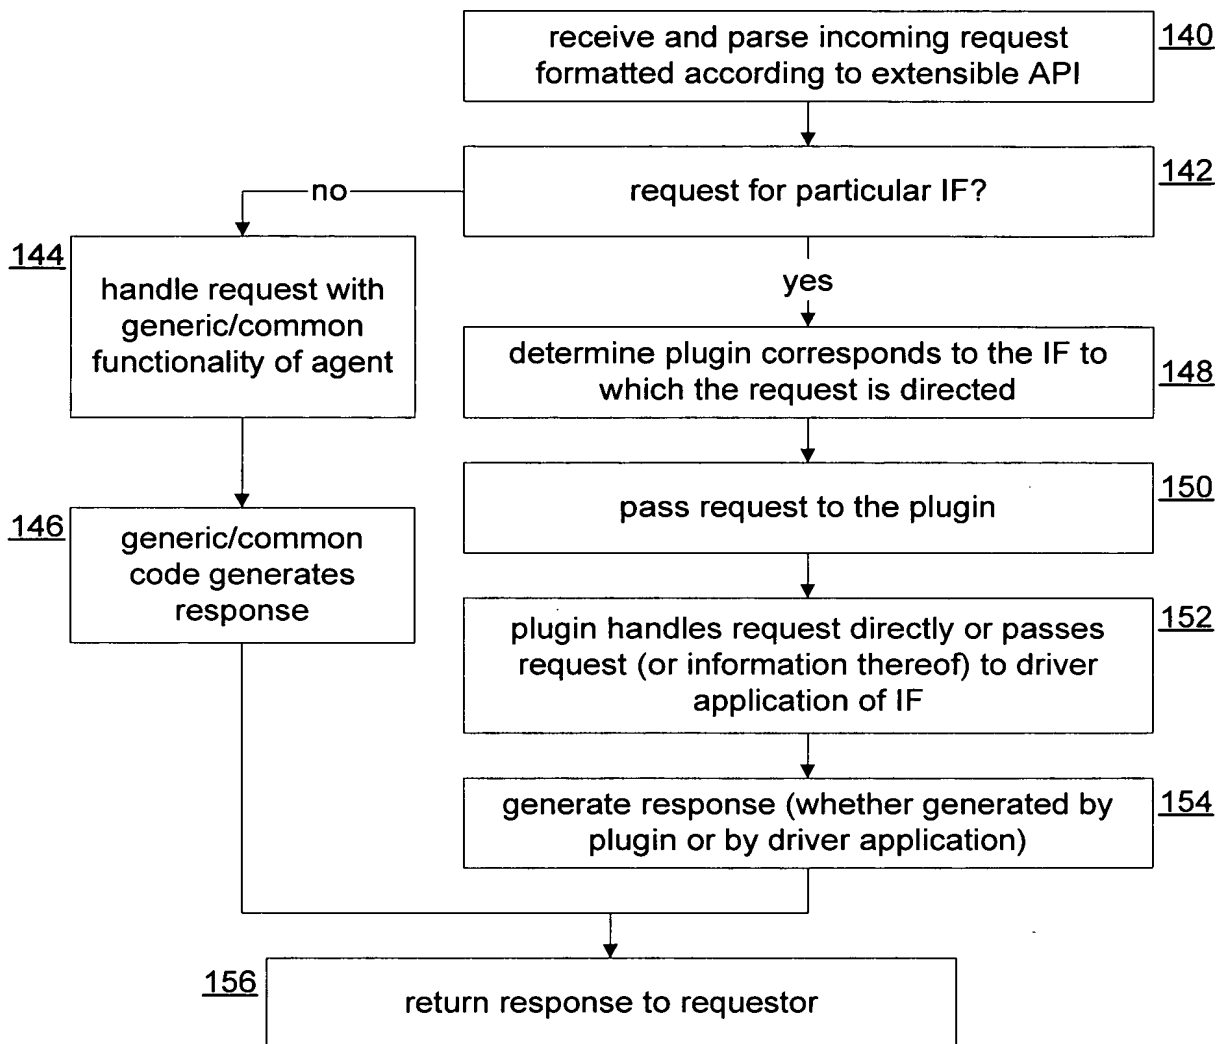 receive and parse incoming request
formatted according to extensible API
140
request for particular IF?
142
no
144
handle request with
generic/common
functionality of agent
yes
determine plugin corresponds to the IF to
which the request is directed
148
pass request to the plugin
150
146
generic/common
code generates
response
plugin handles request directly or passes
request (or information thereof) to driver
application of IF
152
generate response (whether generated by
plugin or by driver application)
154
156
return response to requestor